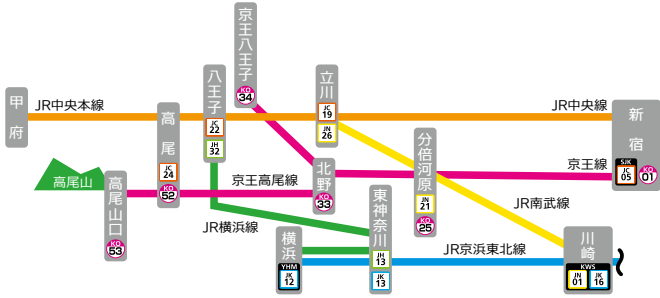 京王八王子
KO
34
八王子
JC
22
JH
32
立川
JC
19
JN
26
甲府
JR中央本線
JR中央線
高尾
JC
24
KO
52
新宿
SJK
JC
05
KO
01
分倍河原
JN
21
KO
25
京王線
高尾山
高尾山口
KO
53
京王高尾線
北野
KO
33
東神奈川
JH
13
JK
13
JR南武線
JR横浜線
横浜
YHM
JK
12
JR京浜東北線
川崎
KWS
JN
01
JK
16